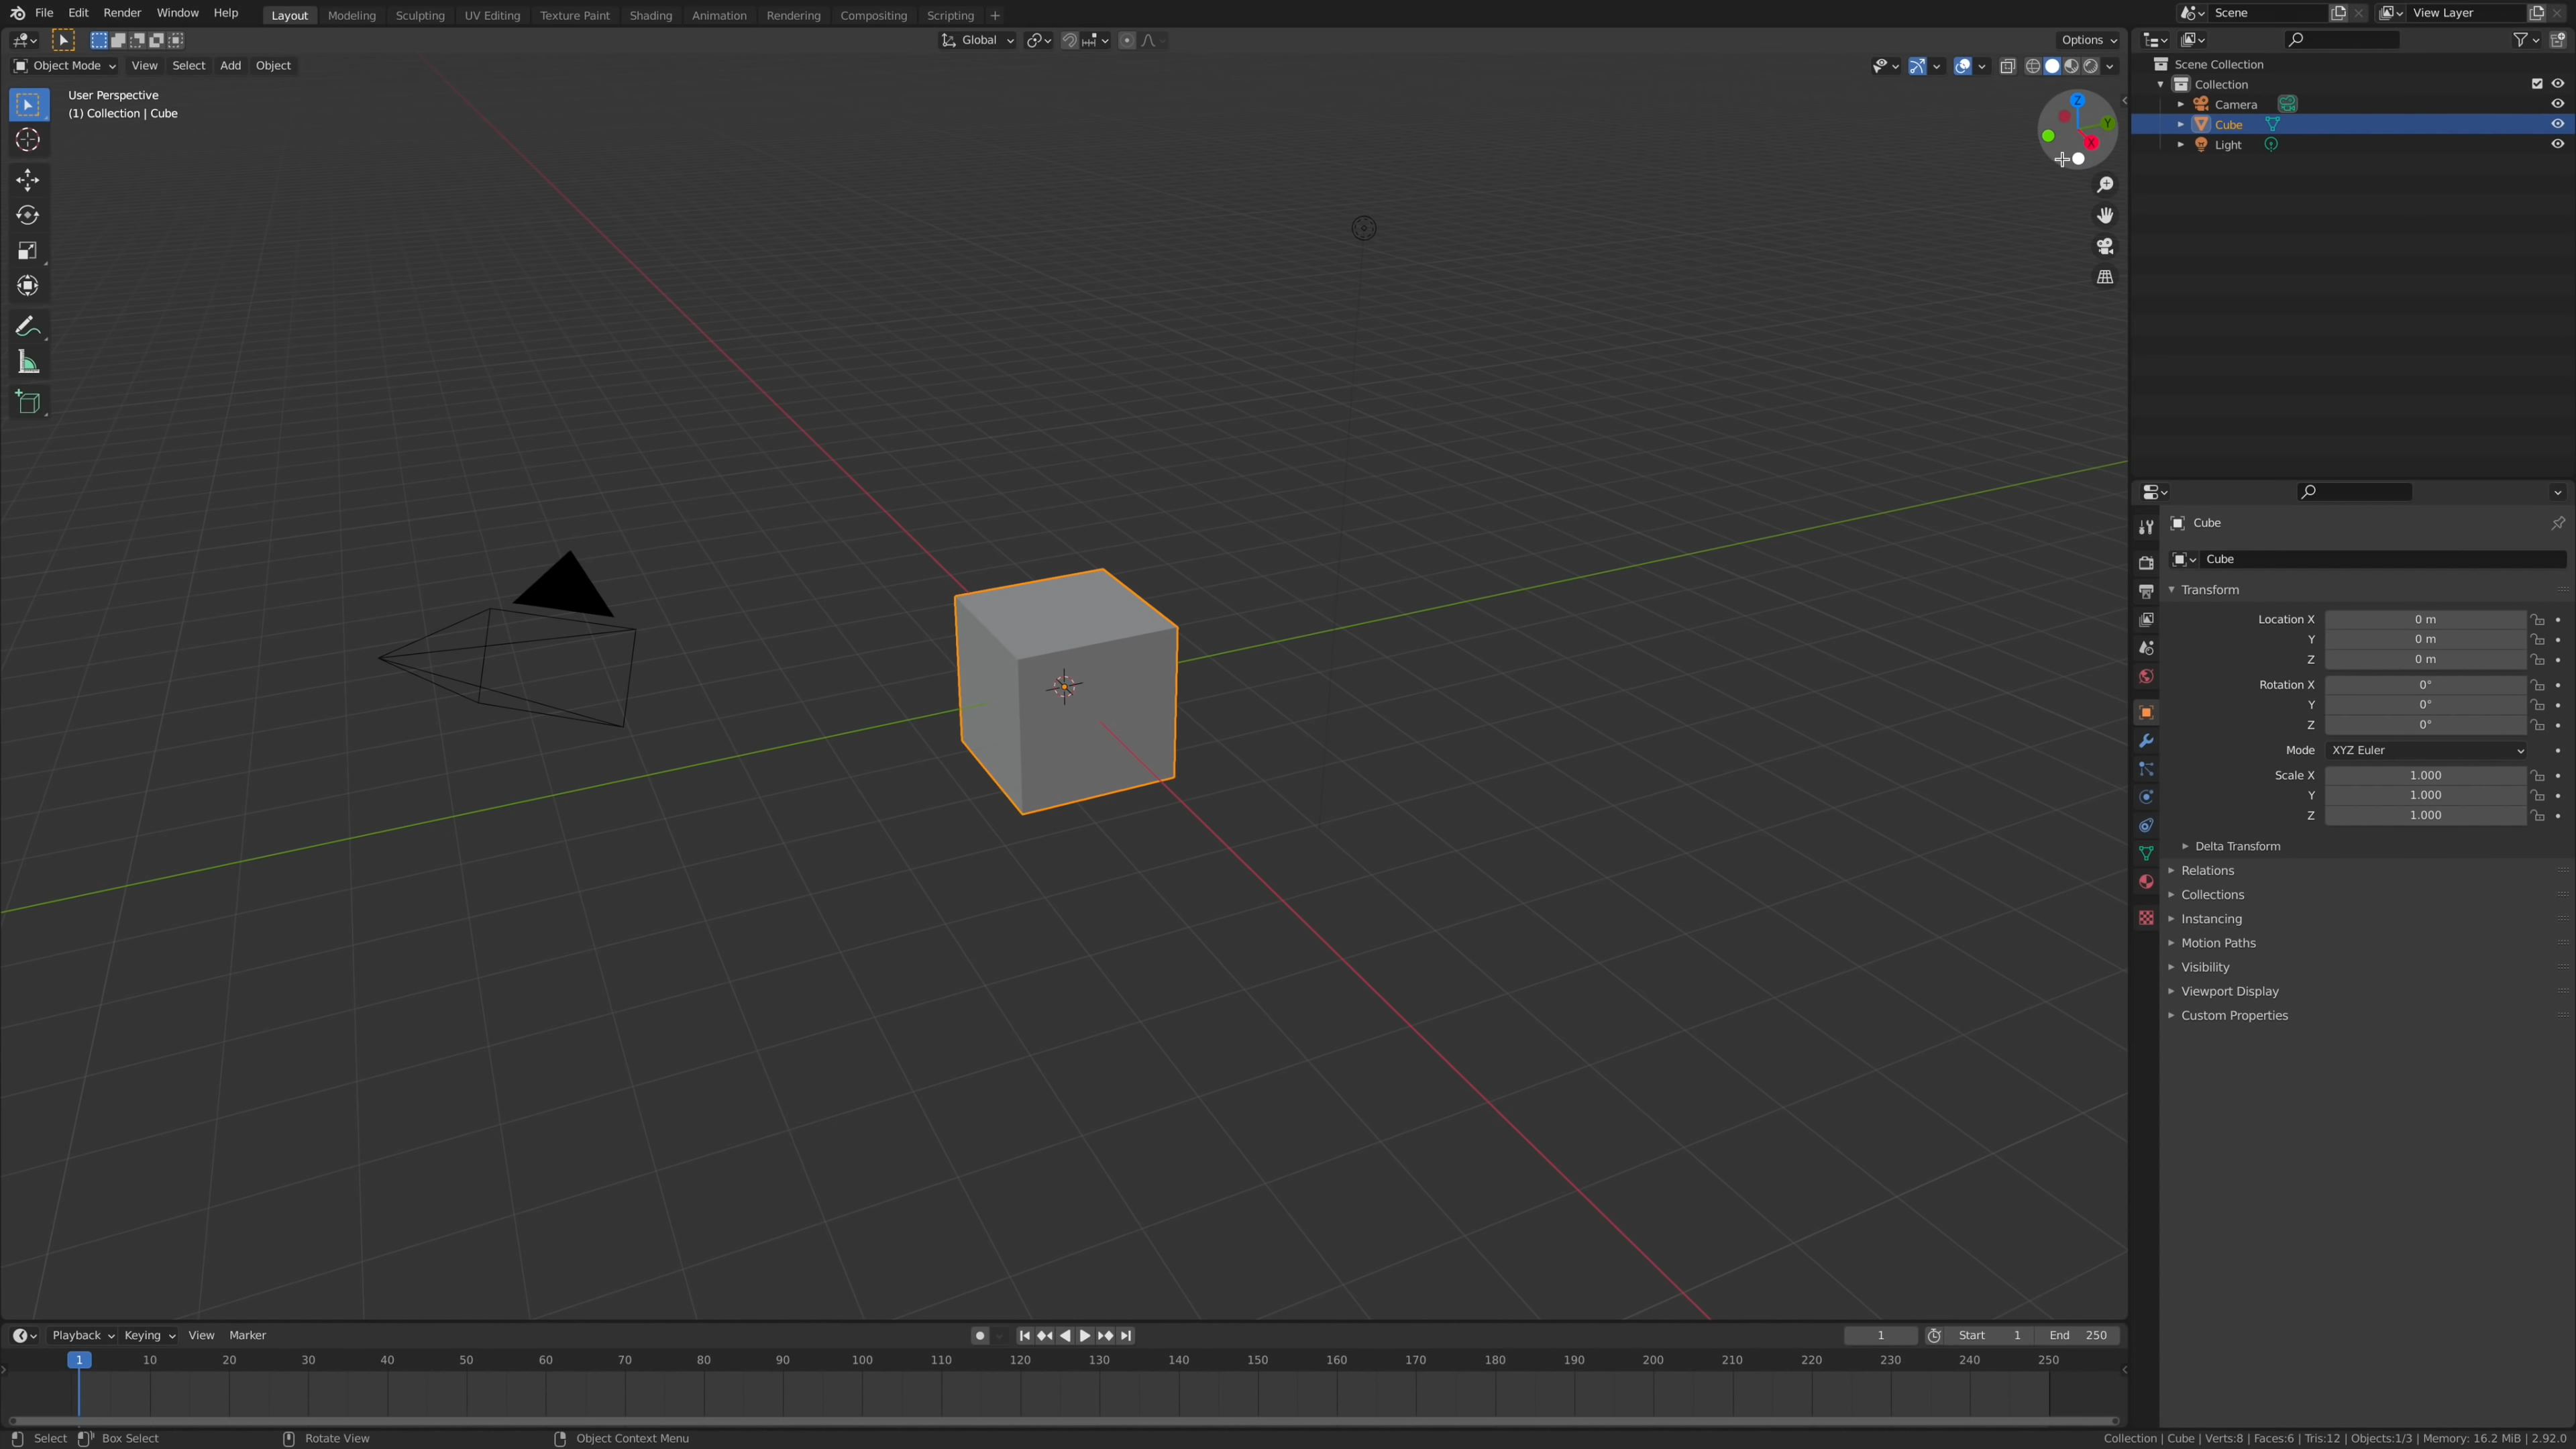 File Edit Render Window Help Layout Modeling Sculpting UV Editing Texture Paint Shading Animation Rendering Compositing Scripting + Scene View Layer
Global Options
Object Mode View Select Add Object
User Perspective
(1) Collection | Cube
Z
Y
X
Scene Collection
Collection
Camera
Cube
Light
Cube
Cube
Transform
Location X 0 m
Y 0 m
Z 0 m
Rotation X 0°
Y 0°
Z 0°
Mode XYZ Euler
Scale X 1.000
Y 1.000
Z 1.000
Delta Transform
Relations
Collections
Instancing
Motion Paths
Visibility
Viewport Display
Custom Properties
Playback Keying View Marker 1 Start 1 End 250
1 10 20 30 40 50 60 70 80 90 100 110 120 130 140 150 160 170 180 190 200 210 220 230 240 250
Select Box Select Rotate View Object Context Menu Collection | Cube | Verts:8 | Faces:6 | Tris:12 | Objects:1/3 | Memory: 16.2 MiB | 2.92.0